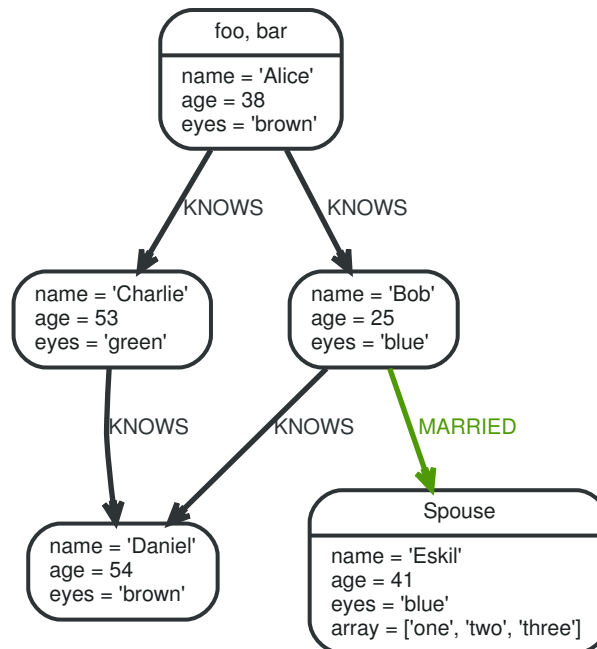 foo, bar
name = 'Alice'
age = 38
eyes = 'brown'
KNOWS
KNOWS
name = 'Charlie'
age = 53
eyes = 'green'
name = 'Bob'
age = 25
eyes = 'blue'
KNOWS
KNOWS
MARRIED
name = 'Daniel'
age = 54
eyes = 'brown'
Spouse
name = 'Eskil'
age = 41
eyes = 'blue'
array = ['one', 'two', 'three']